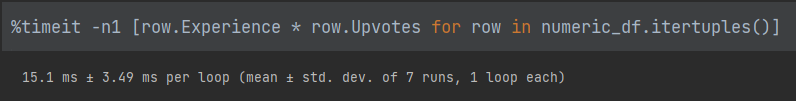 %timeit -n1 [row.Experience * row.Upvotes for row in numeric_df.itertuples()]
15.1 ms ± 3.49 ms per loop (mean ± std. dev. of 7 runs, 1 loop each)